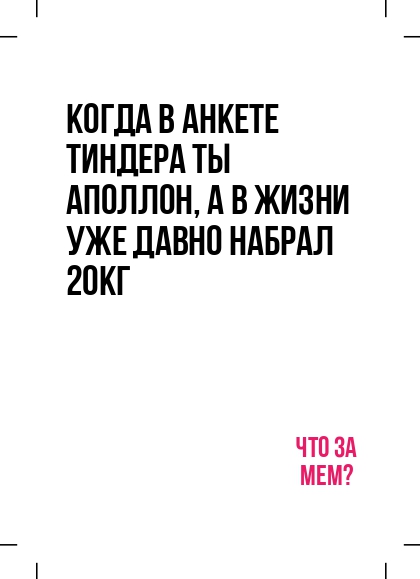 КОГДА В АНКЕТЕ
ТИНДЕРА ТЫ
АПОЛЛОН, А В ЖИЗНИ
УЖЕ ДАВНО НАБРАЛ
20КГ
ЧТО ЗА
МЕМ?